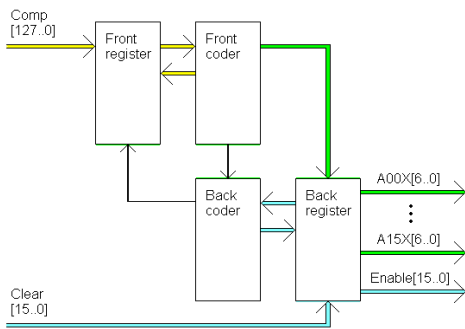 Comp
[127..0]
Front
register
Front
coder
Back
coder
Back
register
A00X[6..0]
A15X[6..0]
Enable[15..0]
Clear
[15..0]